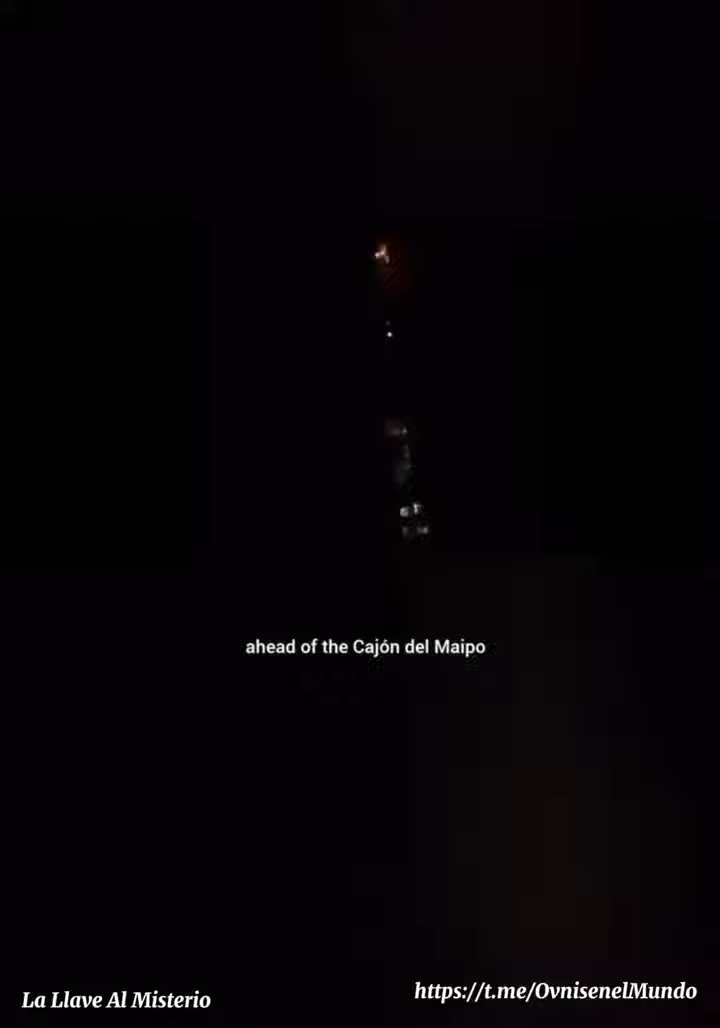 ahead of the Cajón del Maipo
La Llave Al Misterio
https://t.me/OvnisenelMundo